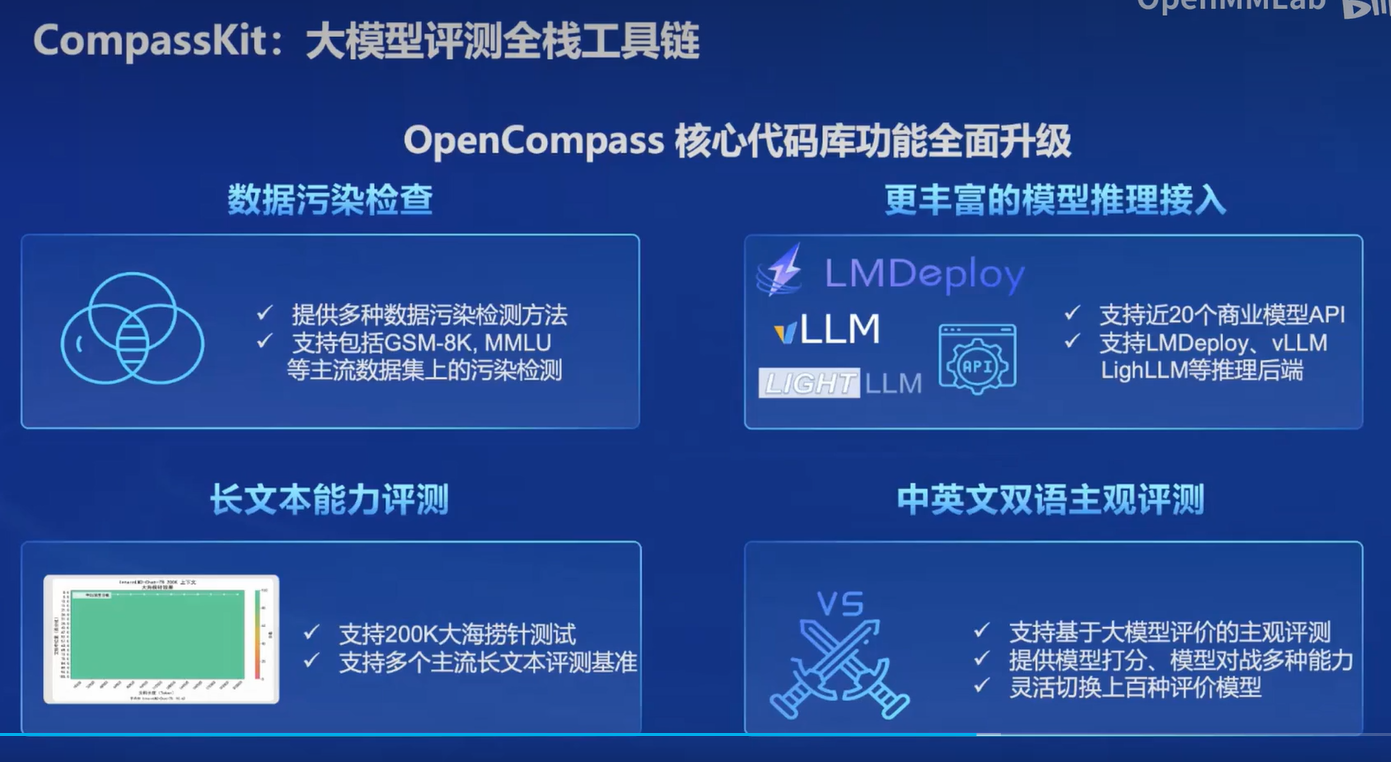 OpenMMLab
CompassKit：大模型评测全栈工具链
OpenCompass 核心代码库功能全面升级
数据污染检查
提供多种数据污染检测方法
支持包括GSM-8K, MMLU
等主流数据集上的污染检测
更丰富的模型推理接入
LMDeploy
vLLM
LIGHT LLM
API
支持近20个商业模型API
支持LMDeploy、vLLM
LighLLM等推理后端
长文本能力评测
支持200K大海捞针测试
支持多个主流长文本评测基准
中英文双语主观评测
VS
支持基于大模型评价的主观评测
提供模型打分、模型对战多种能力
灵活切换上百种评价模型